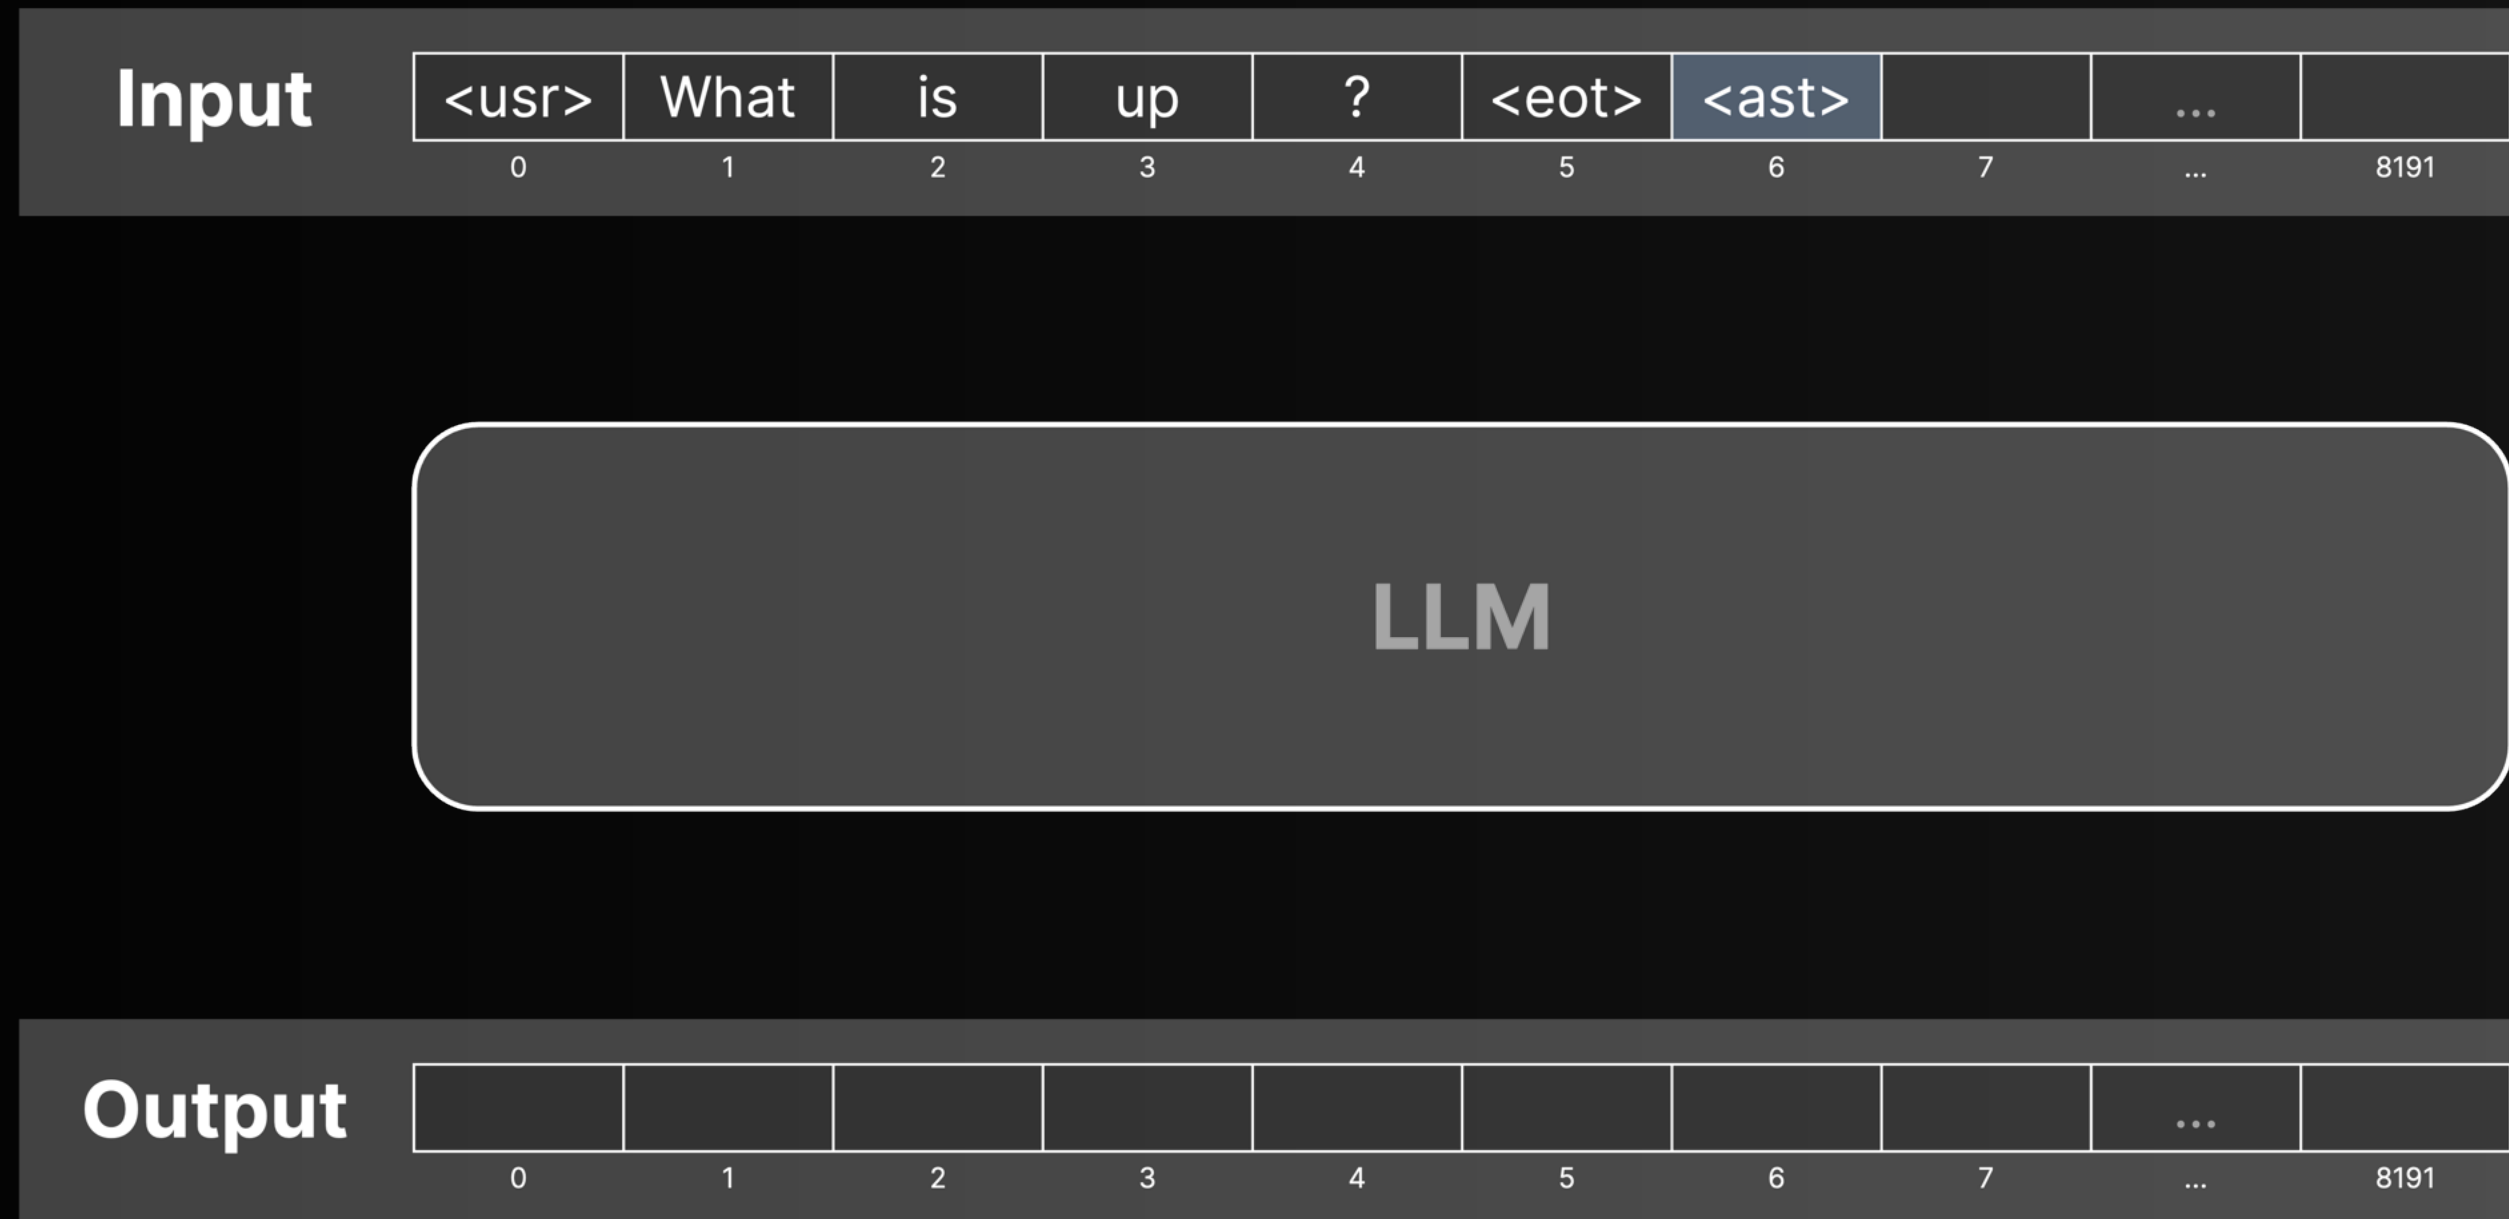 Input <usr> What is up ? <eot> <ast> ...
0 1 2 3 4 5 6 7 ... 8191
LLM
Output ...
0 1 2 3 4 5 6 7 ... 8191